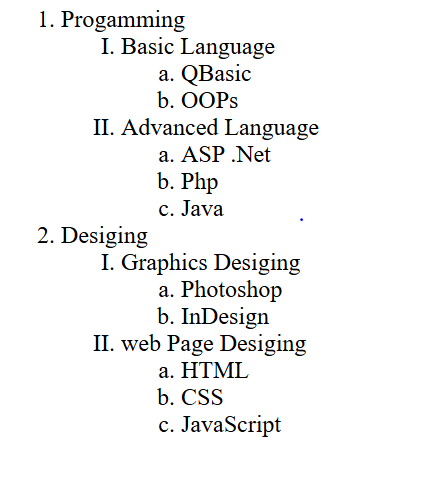 1. Progamming
I. Basic Language
a. QBasic
b. OOPs
II. Advanced Language
a. ASP .Net
b. Php
c. Java
2. Desiging
I. Graphics Desiging
a. Photoshop
b. InDesign
II. web Page Desiging
a. HTML
b. CSS
c. JavaScript